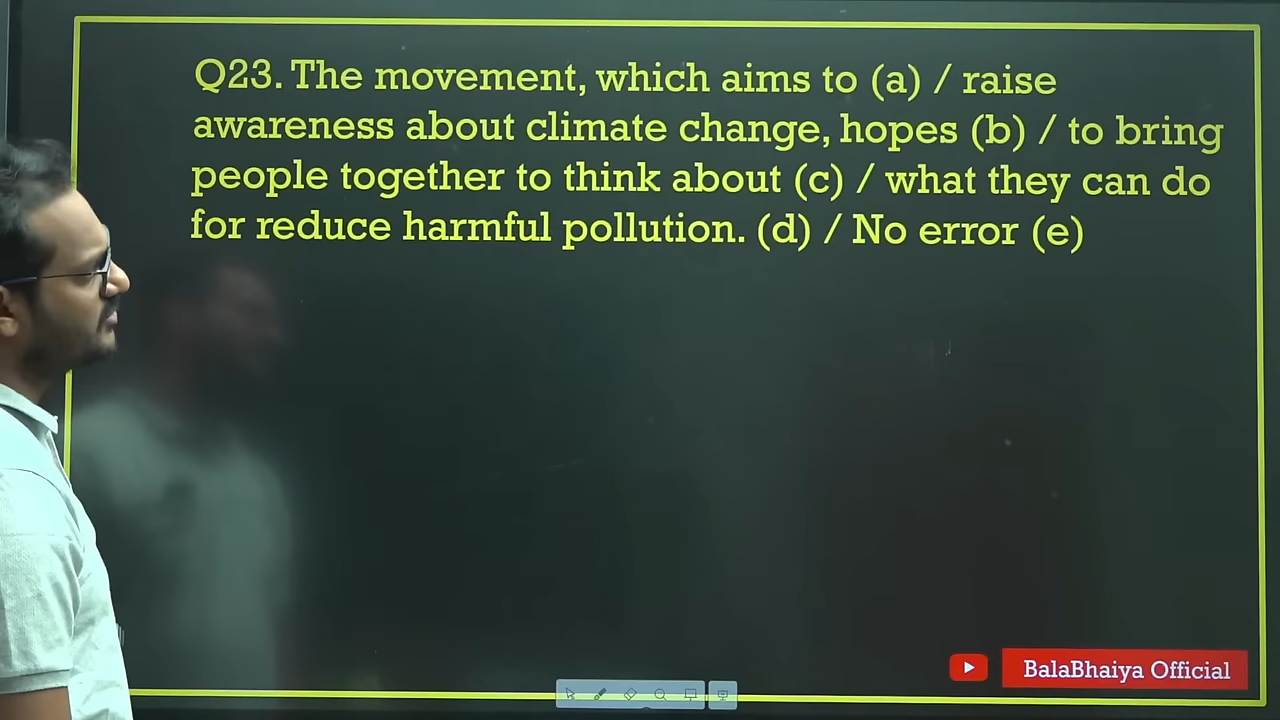 Q23. The movement, which aims to (a) / raise
awareness about climate change, hopes (b) / to bring
people together to think about (c) / what they can do
for reduce harmful pollution. (d) / No error (e)
BalaBhaiya Official